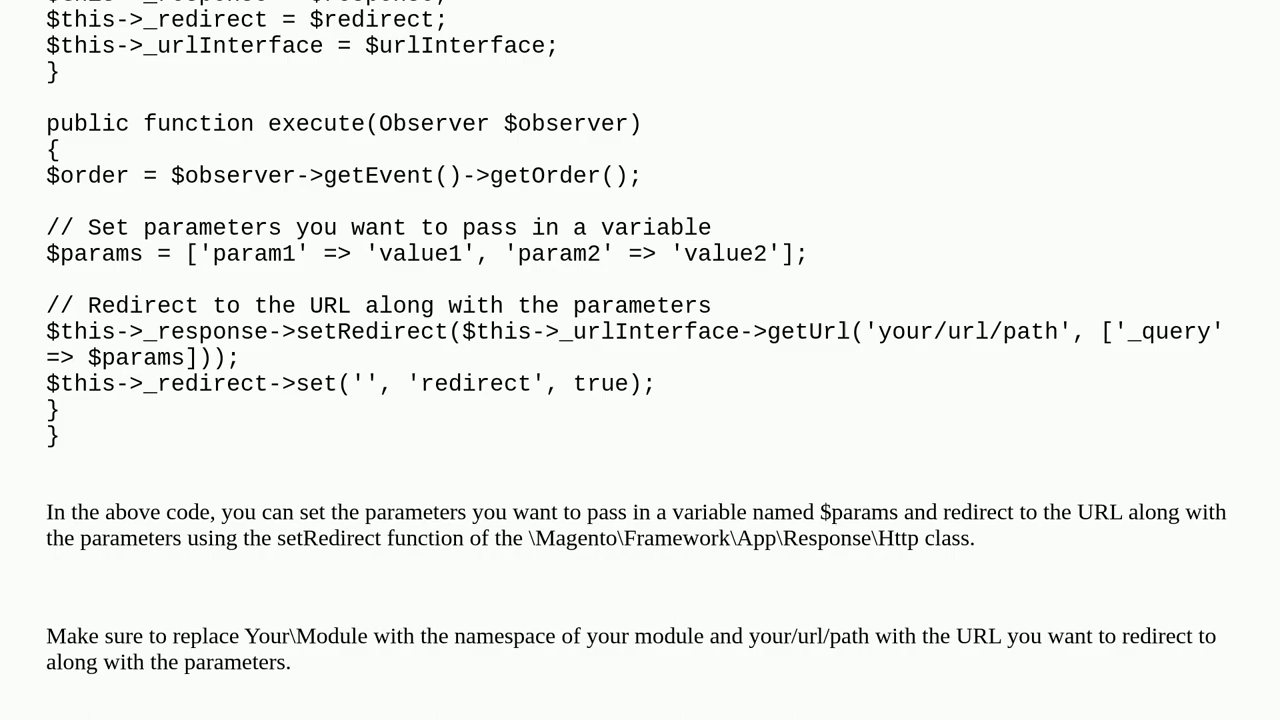 $this->_redirect = $redirect;
$this->_urlInterface = $urlInterface;
}
public function execute(Observer $observer)
{
$order = $observer->getEvent()->getOrder();
// Set parameters you want to pass in a variable
$params = ['param1' => 'value1', 'param2' => 'value2'];
// Redirect to the URL along with the parameters
$this->_response->setRedirect($this->_urlInterface->getUrl('your/url/path', ['_query'
=> $params]));
$this->_redirect->set('', 'redirect', true);
}
}
In the above code, you can set the parameters you want to pass in a variable named $params and redirect to the URL along with
the parameters using the setRedirect function of the \Magento\Framework\App\Response\Http class.
Make sure to replace Your\Module with the namespace of your module and your/url/path with the URL you want to redirect to
along with the parameters.